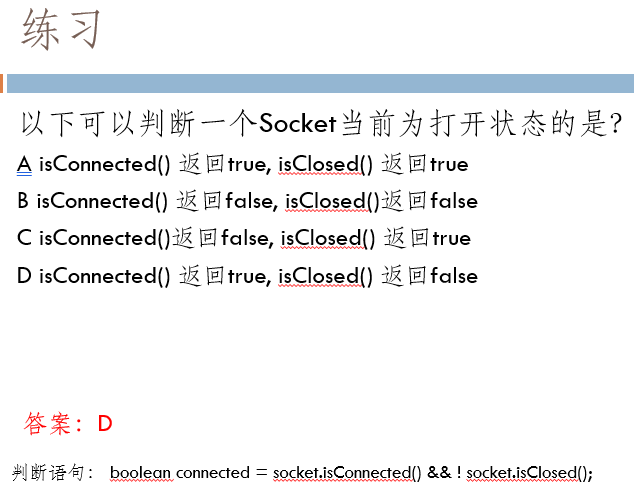 练习
以下可以判断一个Socket当前为打开状态的是?
A isConnected() 返回true, isClosed() 返回true
B isConnected() 返回false, isClosed()返回false
C isConnected()返回false, isClosed() 返回true
D isConnected() 返回true, isClosed() 返回false
答案：D
判断语句： boolean connected = socket.isConnected() && ! socket.isClosed();